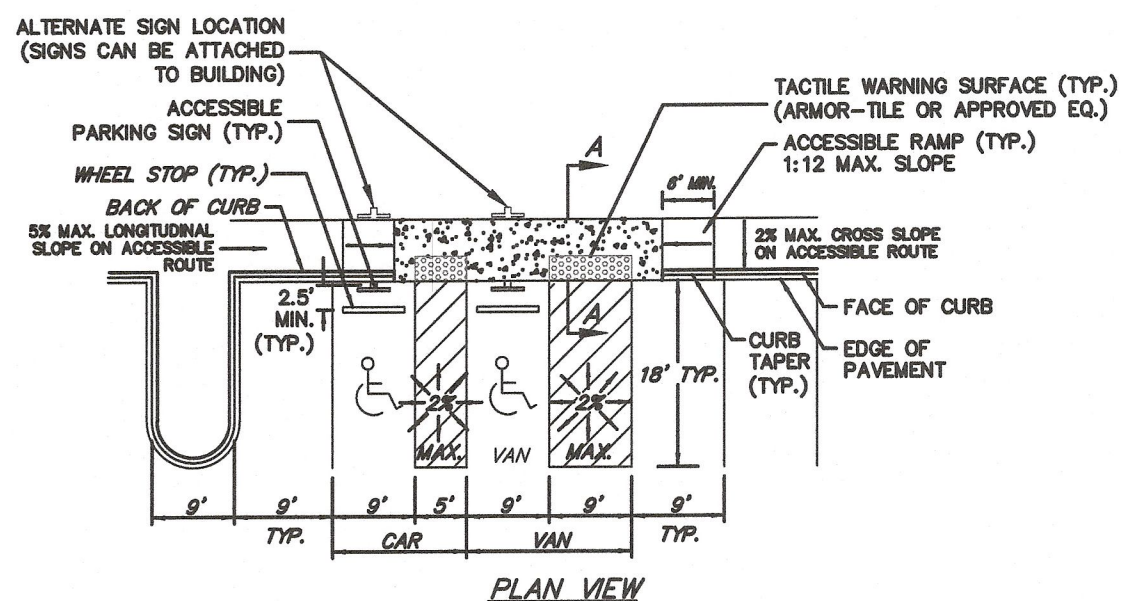 ALTERNATE SIGN LOCATION
(SIGNS CAN BE ATTACHED
TO BUILDING)
ACCESSIBLE
PARKING SIGN (TYP.)
WHEEL STOP (TYP.)
BACK OF CURB
5% MAX. LONGITUDINAL
SLOPE ON ACCESSIBLE
ROUTE
TACTILE WARNING SURFACE (TYP.)
(ARMOR-TILE OR APPROVED EQ.)
ACCESSIBLE RAMP (TYP.)
1:12 MAX. SLOPE
A
6' MIN.
2% MAX. CROSS SLOPE
ON ACCESSIBLE ROUTE
2.5'
MIN.
(TYP.)
A
FACE OF CURB
CURB
TAPER
(TYP.)
EDGE OF
PAVEMENT
18' TYP.
2%
MAX.
VAN
2%
MAX.
9'
9'
TYP.
9'
5'
9'
9'
9'
TYP.
CAR
VAN
PLAN VIEW